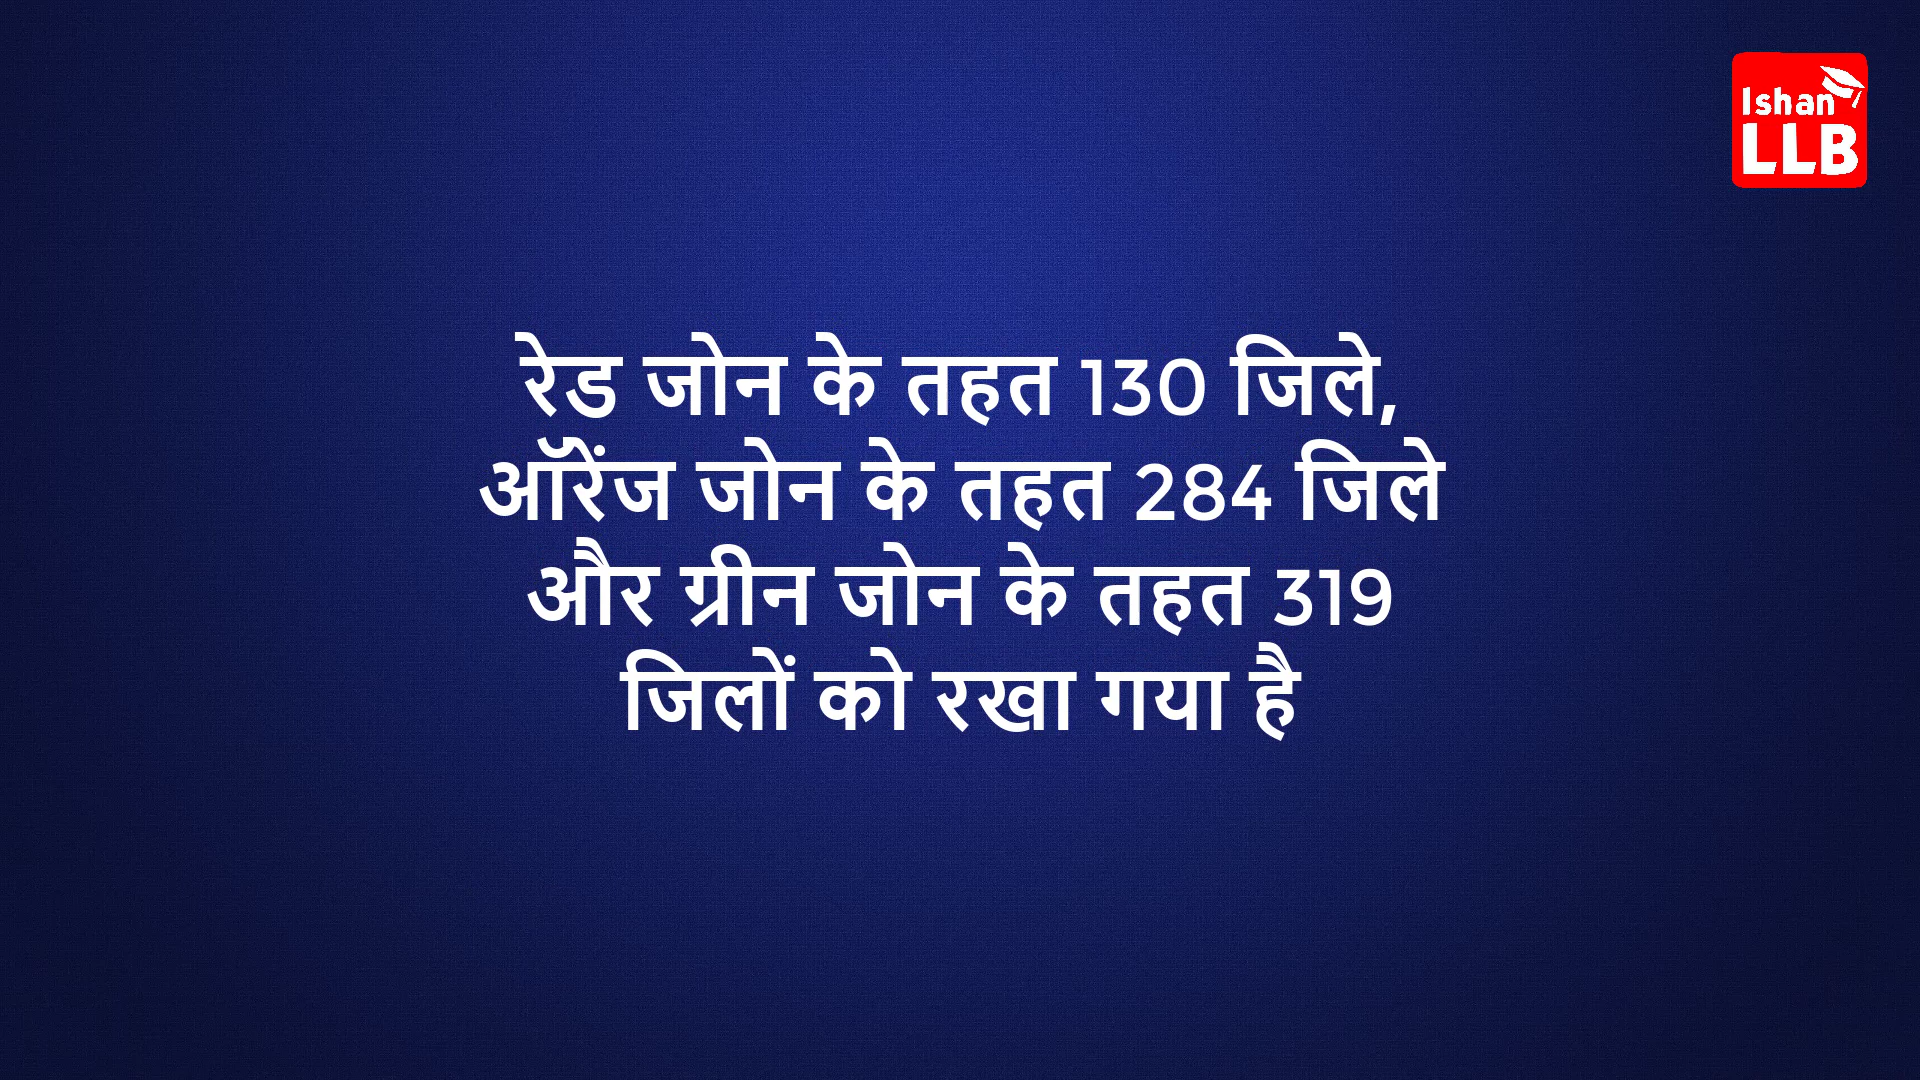 Ishan
LLB
रेड जोन के तहत 130 जिले,
ऑरेंज जोन के तहत 284 जिले
और ग्रीन जोन के तहत 319
जिलों को रखा गया है